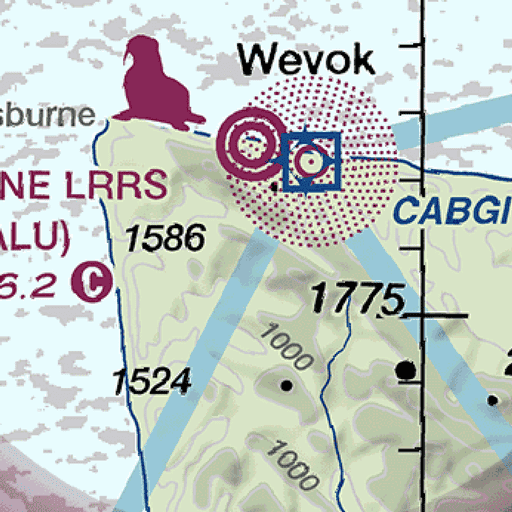 Wevok
sburne
NE LRRS
ALU)
1586
CABGI
6.2 C
1775
1000
1524
1000